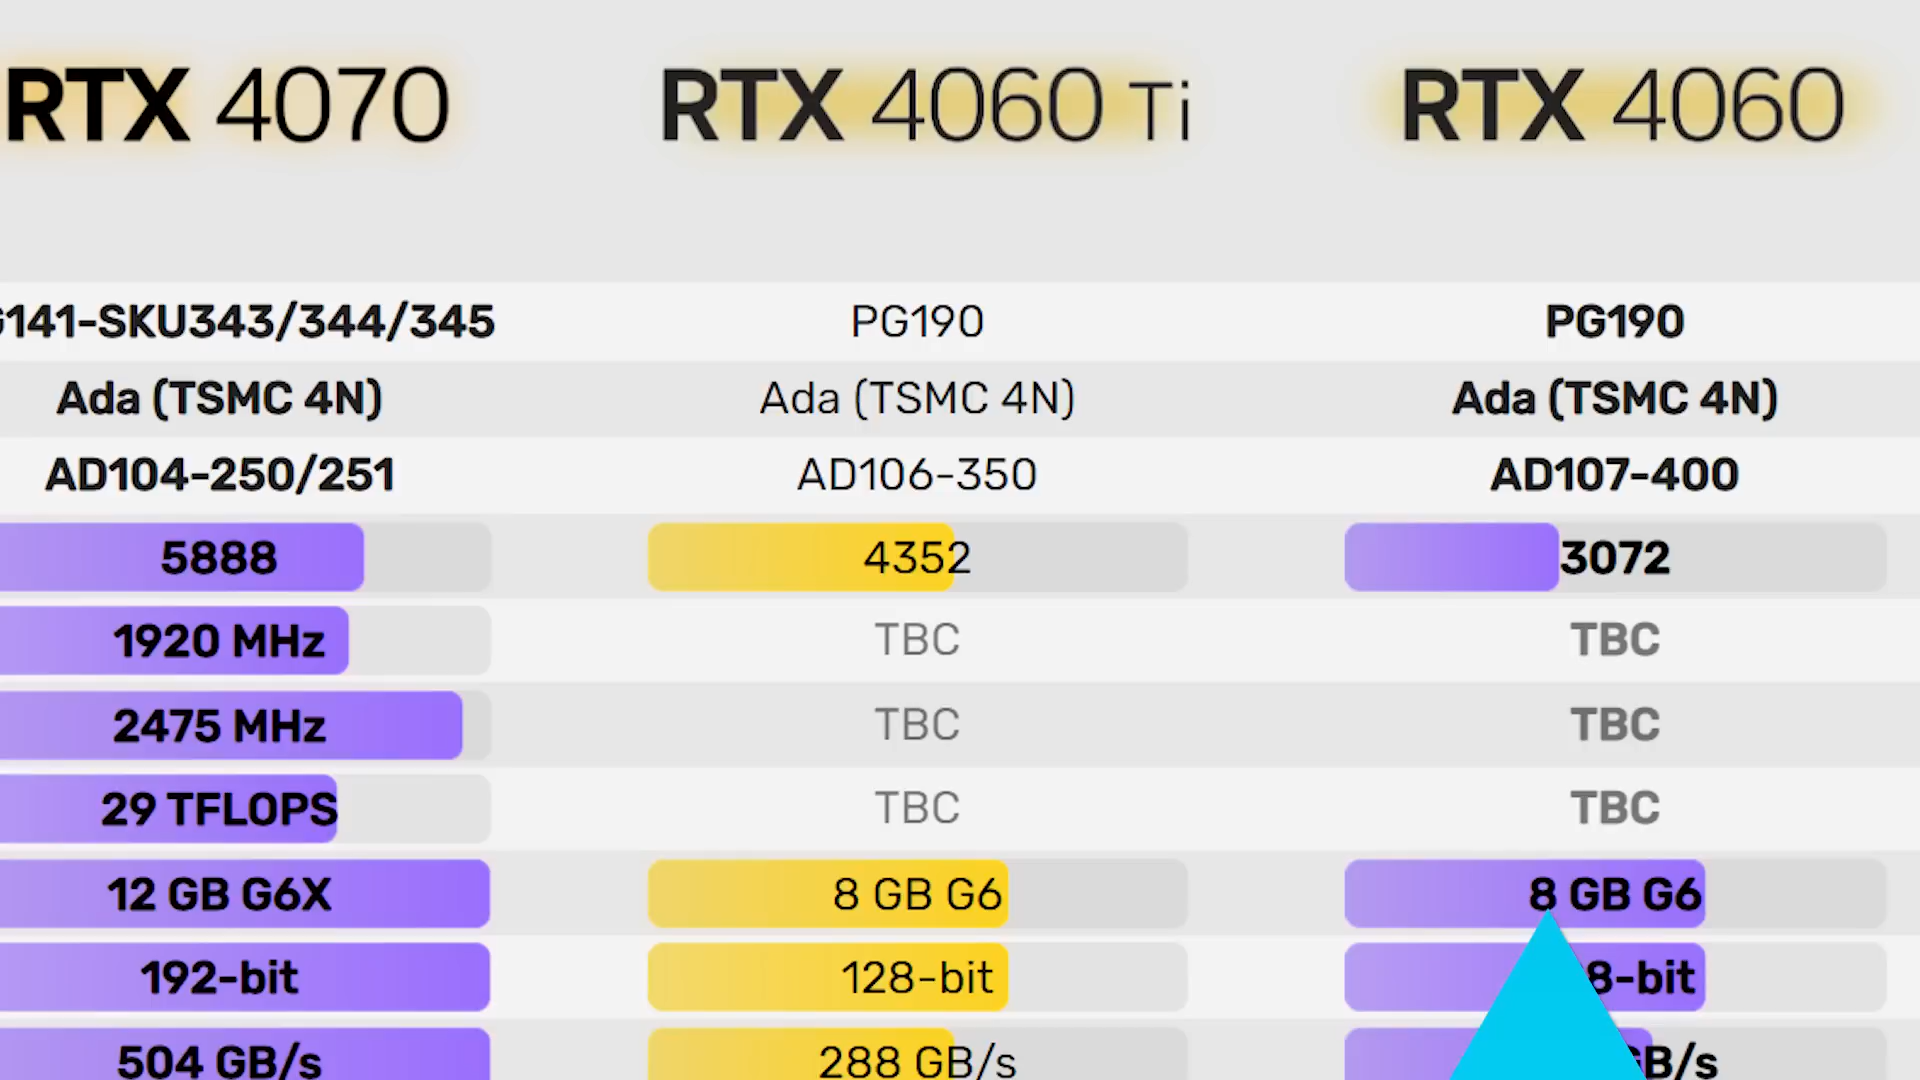 RTX 4070 RTX 4060 Ti RTX 4060
141-SKU343/344/345 PG190 PG190
Ada (TSMC 4N) Ada (TSMC 4N) Ada (TSMC 4N)
AD104-250/251 AD106-350 AD107-400
5888 4352 3072
1920 MHz TBC TBC
2475 MHz TBC TBC
29 TFLOPS TBC TBC
12 GB G6X 8 GB G6 8 GB G6
192-bit 128-bit 8-bit
504 GB/s 288 GB/s GB/s